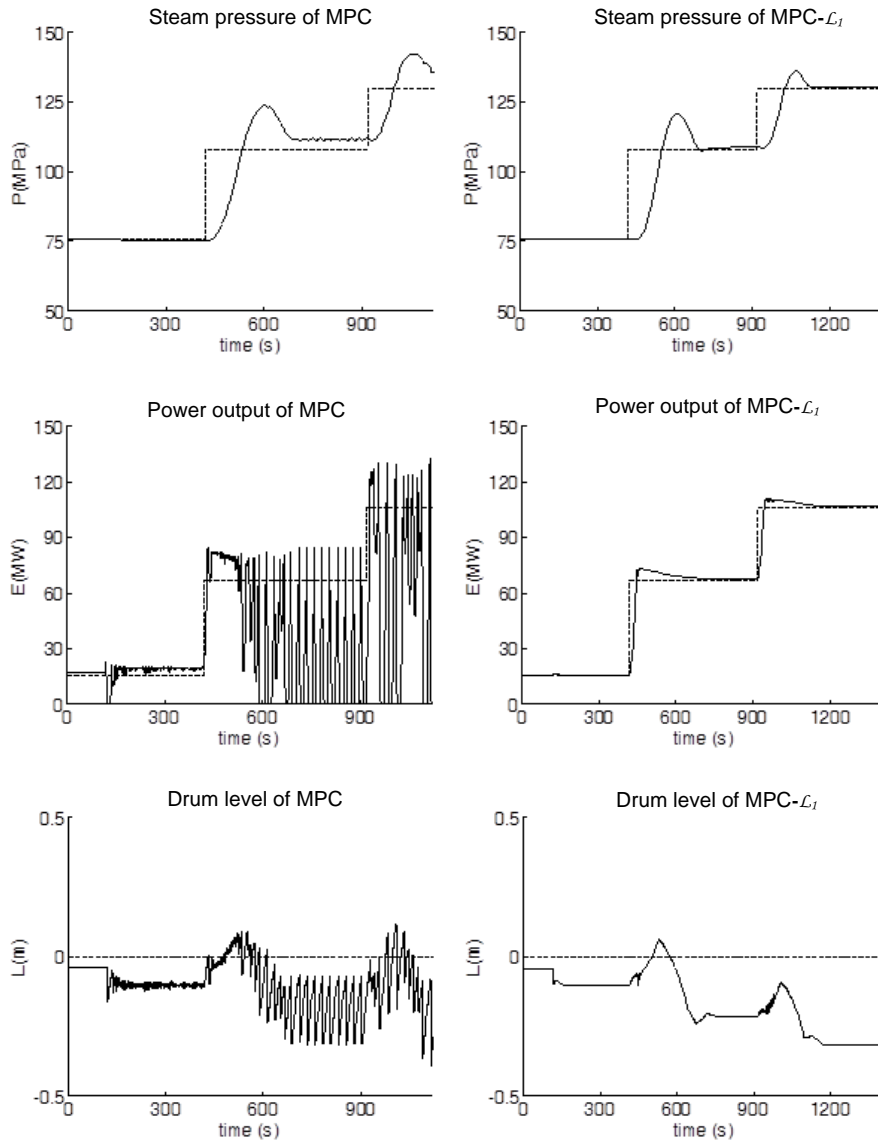 Steam pressure of MPC
150
125
100
75
50
P(MPa)
0 300 600 900
time (s)
Steam pressure of MPC-ℒ₁
150
125
100
75
50
P(MPa)
0 300 600 900 1200
time (s)
Power output of MPC
150
120
90
60
30
0
E(MW)
0 300 600 900
time (s)
Power output of MPC-ℒ₁
150
120
90
60
30
0
E(MW)
0 300 600 900 1200
time (s)
Drum level of MPC
0.5
0
-0.5
L(m)
0 300 600 900
time (s)
Drum level of MPC-ℒ₁
0.5
0
-0.5
L(m)
0 300 600 900 1200
time (s)